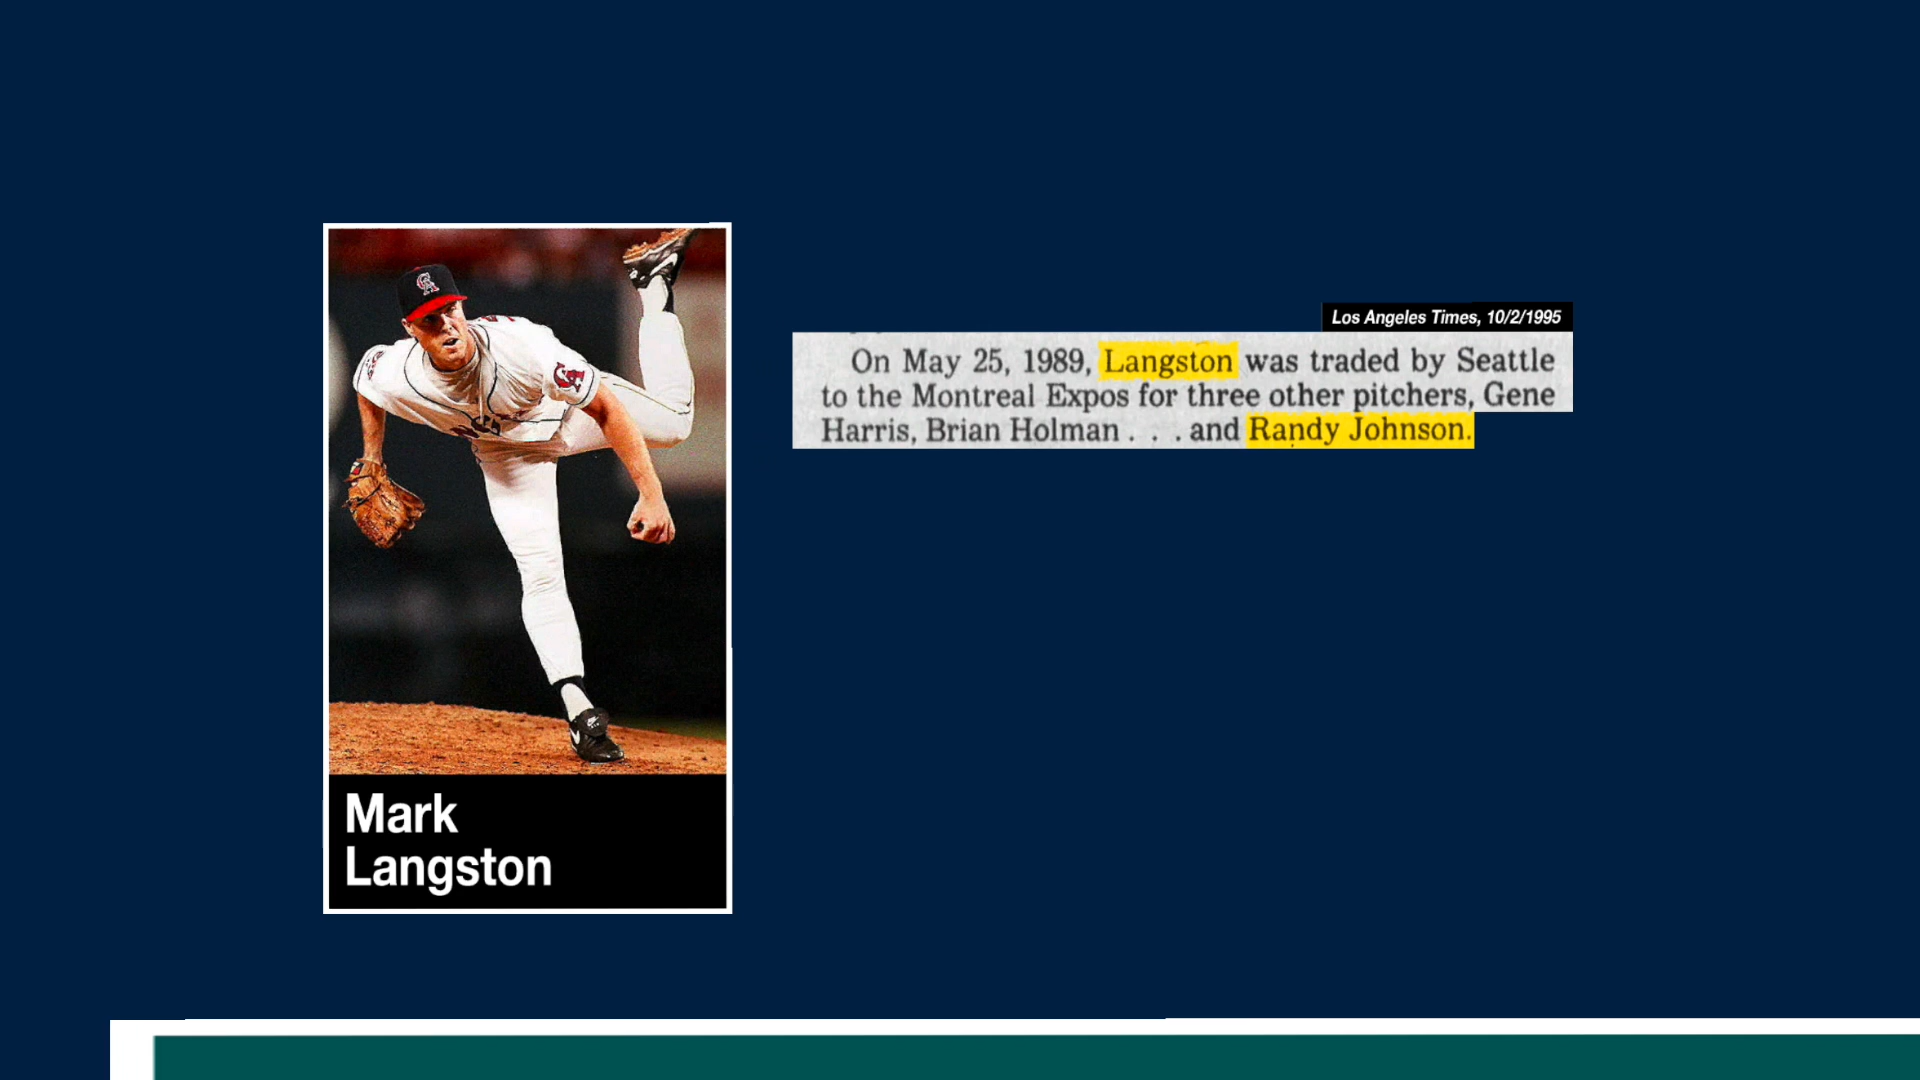 Los Angeles Times, 10/2/1995
On May 25, 1989, Langston was traded by Seattle
to the Montreal Expos for three other pitchers, Gene
Harris, Brian Holman . . . and Randy Johnson.
Mark
Langston